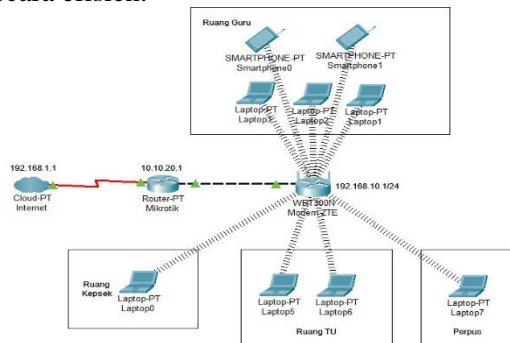 Ruang Guru
SMARTPHONE-PT
Smartphone0
SMARTPHONE-PT
Smartphone1
Laptop-PT
Laptop3
Laptop-PT
Laptop2
Laptop-PT
Laptop1
192.168.1.1
10.10.20.1
192.168.10.1/24
Cloud-PT
Internet
Router-PT
Mikrotik
WRT300N
Modem-ZTE
Ruang
Kepsek
Laptop-PT
Laptop0
Laptop-PT
Laptop5
Laptop-PT
Laptop6
Ruang TU
Laptop-PT
Laptop7
Perpus